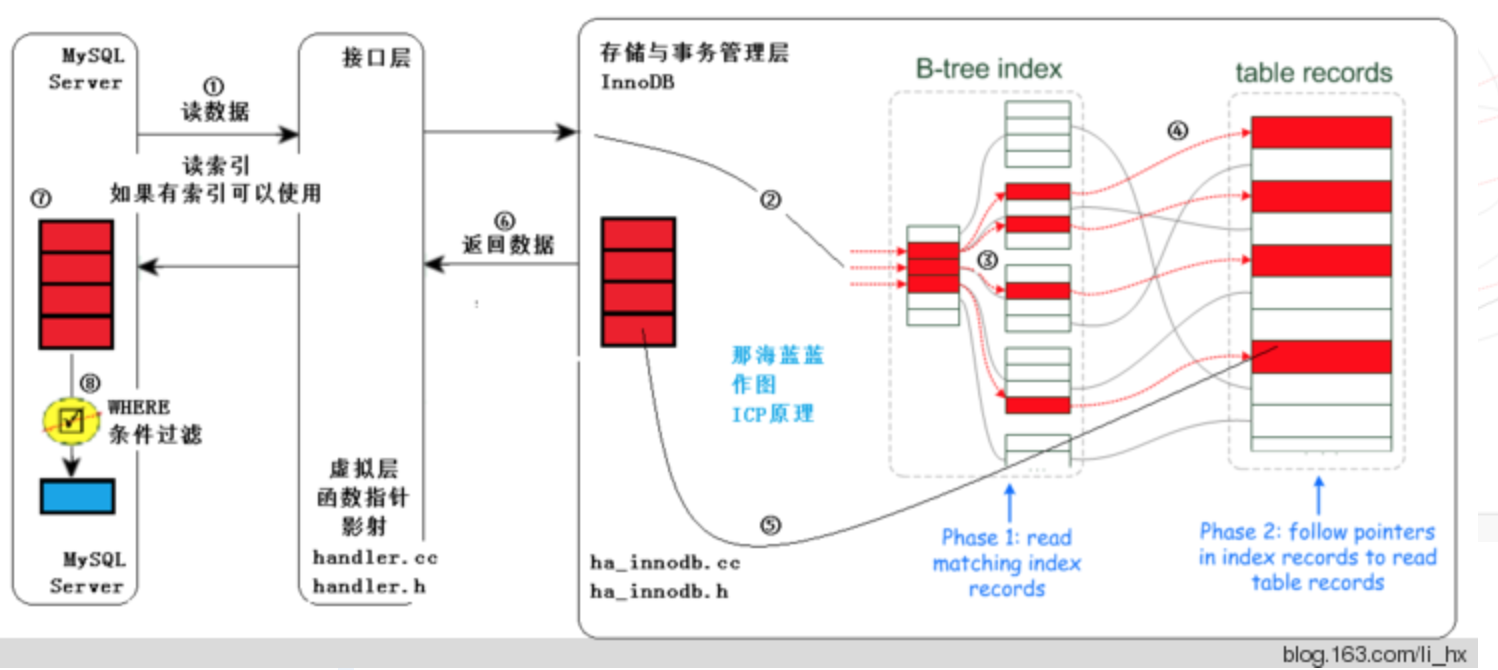 MySQL
Server
①
读数据
读索引
如果有索引可以使用
⑦
⑧
WHERE
条件过滤
MySQL
Server
接口层
⑥
返回数据
虚拟层
函数指针
影射
handler.cc
handler.h
存储与事务管理层
InnoDB
②
③
④
⑤
那海蓝蓝
作图
ICP原理
ha_innodb.cc
ha_innodb.h
B-tree index
table records
Phase 1: read
matching index
records
Phase 2: follow pointers
in index records to read
table records
blog.163.com/li_hx